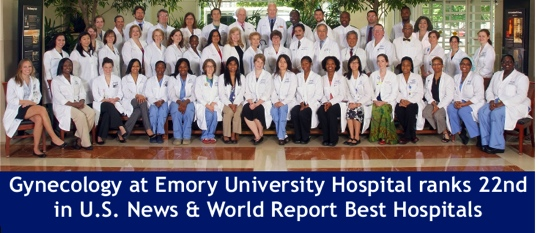 Gynecology at Emory University Hospital ranks 22nd
in U.S. News & World Report Best Hospitals